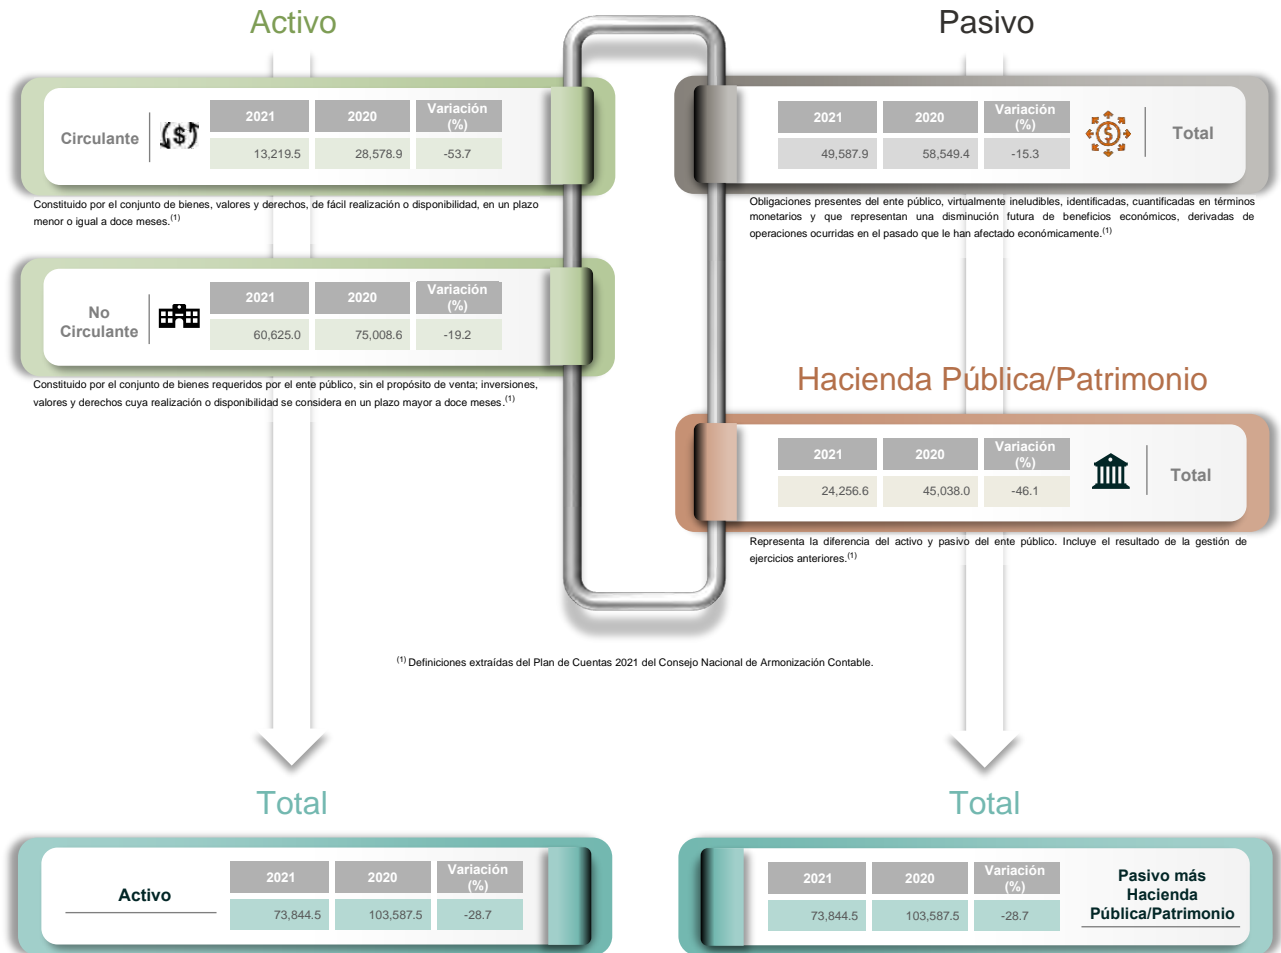 Activo
Circulante
2021 2020 Variación (%)
13,219.5 28,578.9 -53.7
Constituido por el conjunto de bienes, valores y derechos, de fácil realización o disponibilidad, en un plazo
menor o igual a doce meses.(1)
No
Circulante
2021 2020 Variación (%)
60,625.0 75,008.6 -19.2
Constituido por el conjunto de bienes requeridos por el ente público, sin el propósito de venta; inversiones,
valores y derechos cuya realización o disponibilidad se considera en un plazo mayor a doce meses.(1)
Pasivo
2021 2020 Variación (%)
49,587.9 58,549.4 -15.3
Total
Obligaciones presentes del ente público, virtualmente ineludibles, identificadas, cuantificadas en términos
monetarios y que representan una disminución futura de beneficios económicos, derivadas de
operaciones ocurridas en el pasado que le han afectado económicamente.(1)
Hacienda Pública/Patrimonio
2021 2020 Variación (%)
24,256.6 45,038.0 -46.1
Total
Representa la diferencia del activo y pasivo del ente público. Incluye el resultado de la gestión de
ejercicios anteriores.(1)
(1) Definiciones extraídas del Plan de Cuentas 2021 del Consejo Nacional de Armonización Contable.
Total
Activo
2021 2020 Variación (%)
73,844.5 103,587.5 -28.7
Total
2021 2020 Variación (%)
73,844.5 103,587.5 -28.7
Pasivo más
Hacienda
Pública/Patrimonio